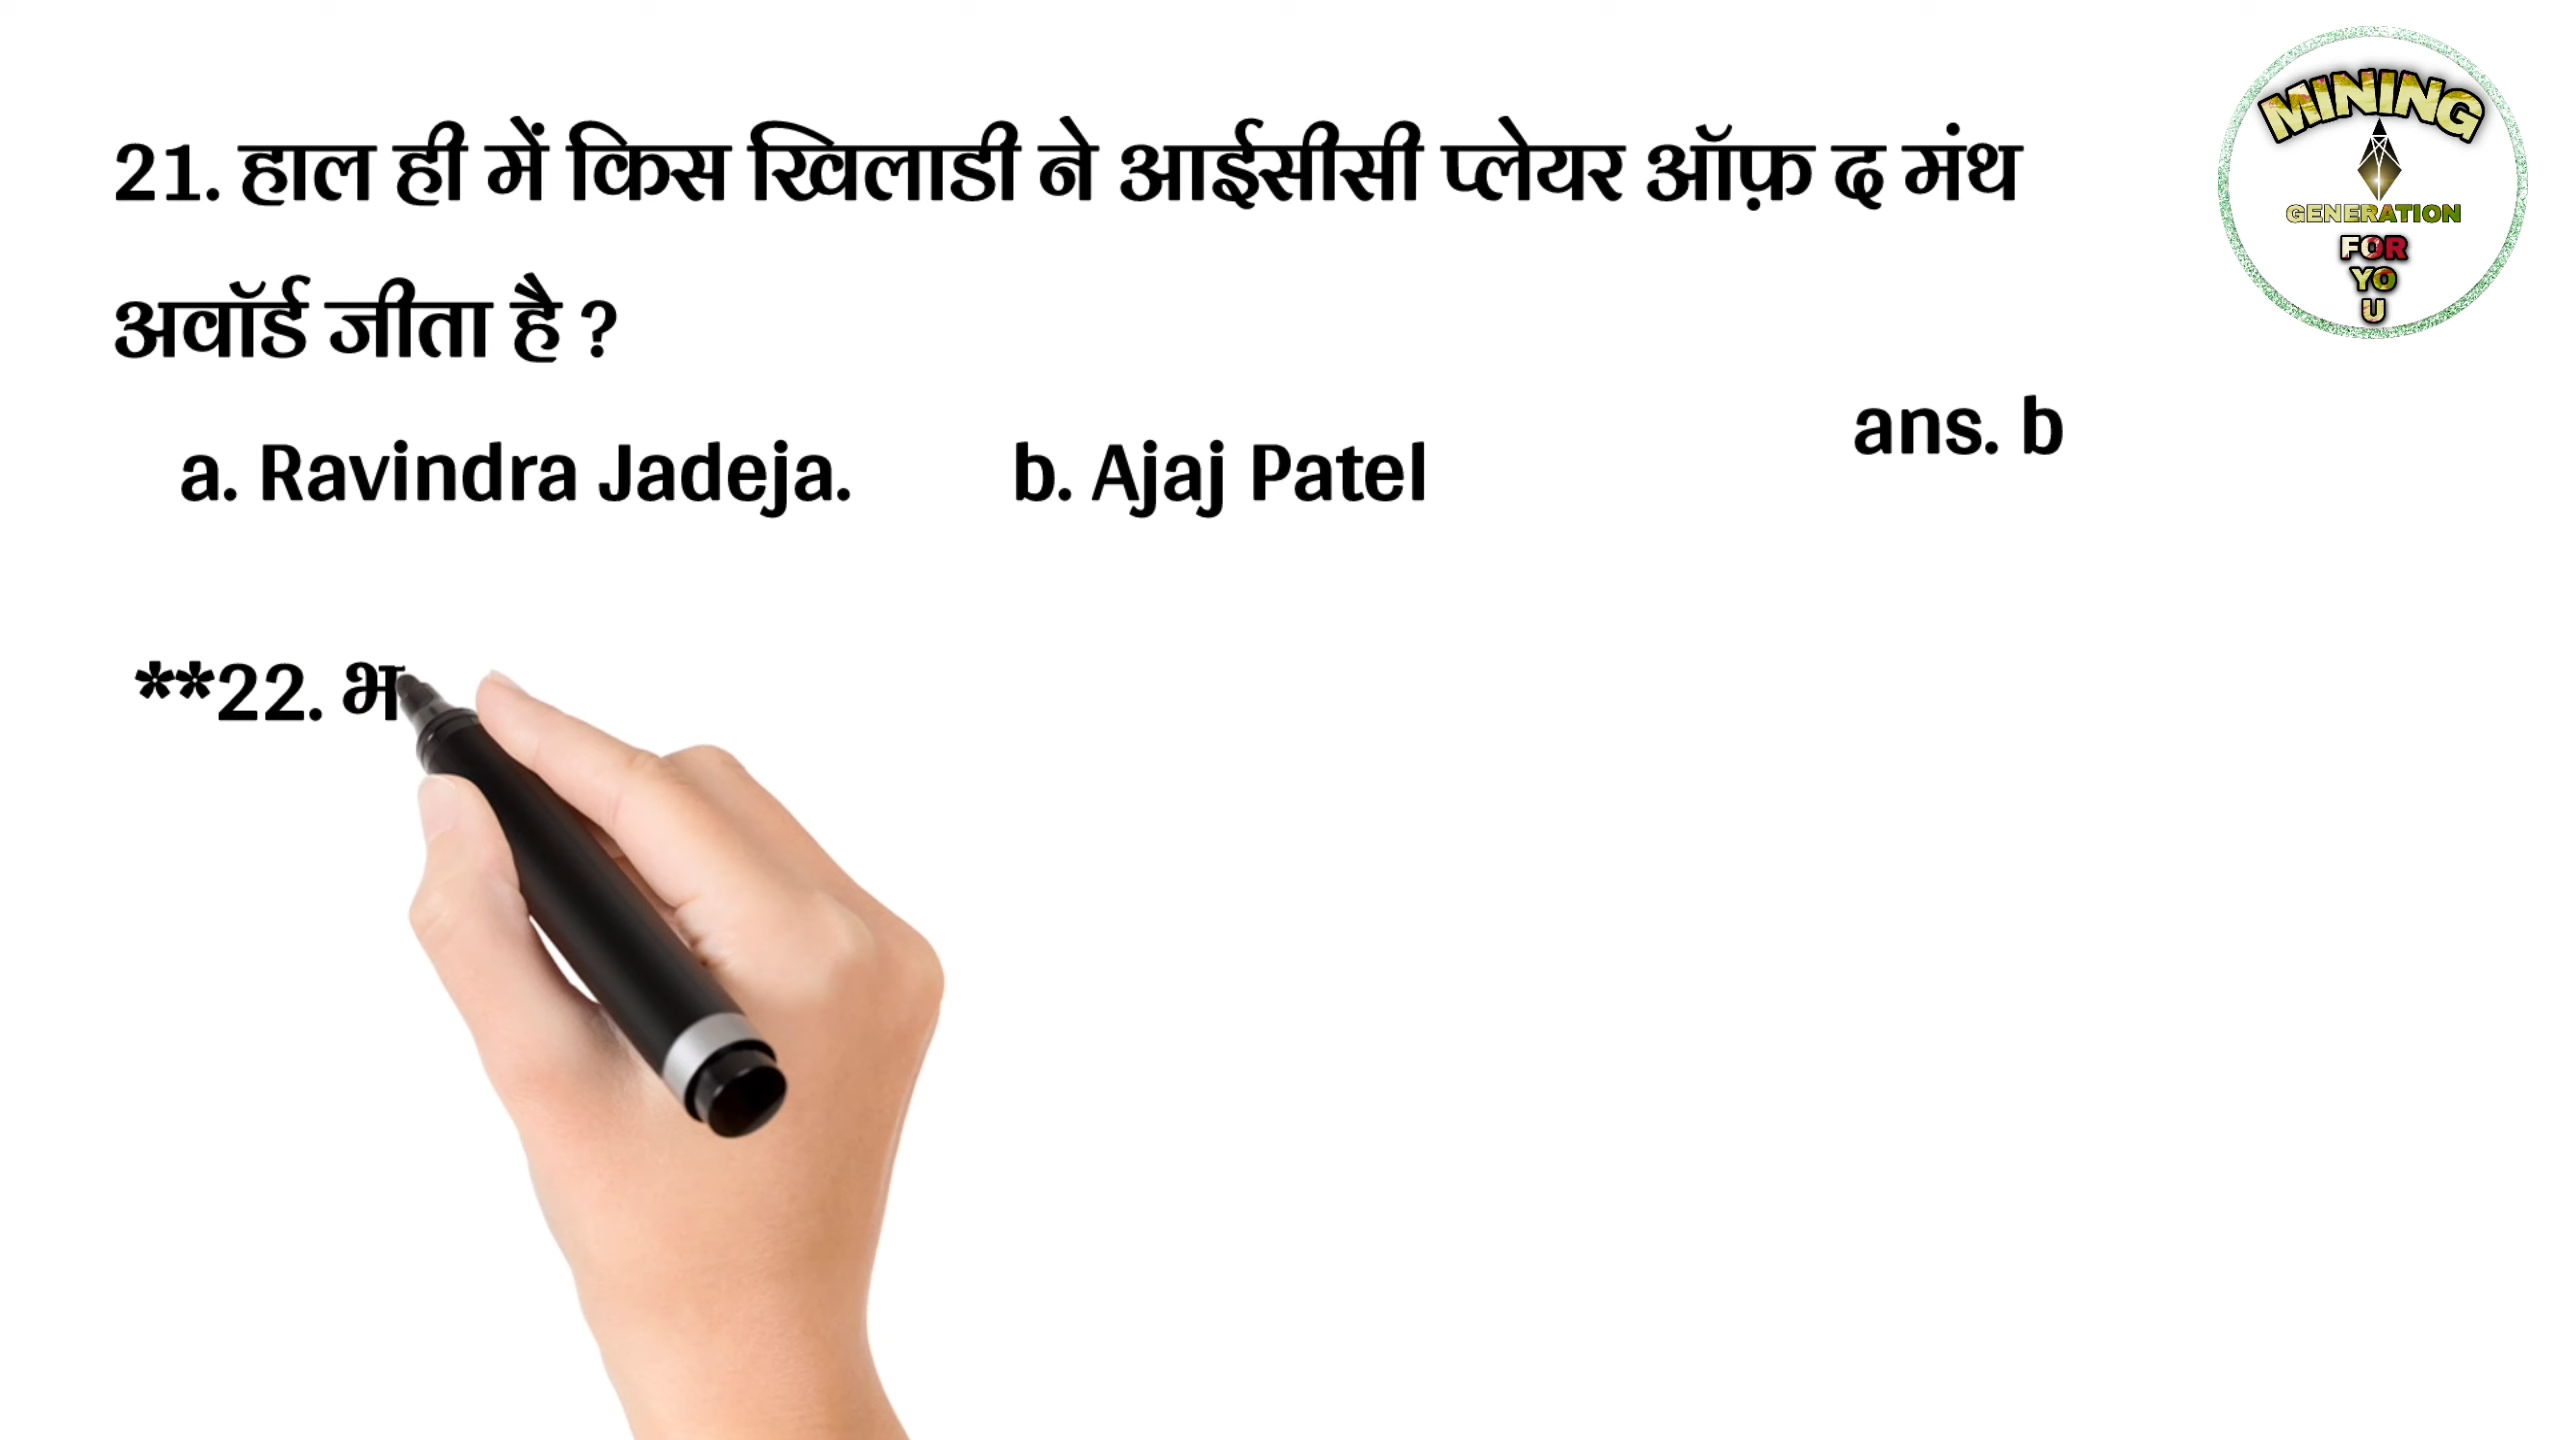 21. हाल ही में किस खिलाडी ने आईसीसी प्लेयर ऑफ़ द मंथ
अवॉर्ड जीता है ?
ans. b
a. Ravindra Jadeja. b. Ajaj Patel
**22. भ
MINING
GENERATION
FOR
YO
U